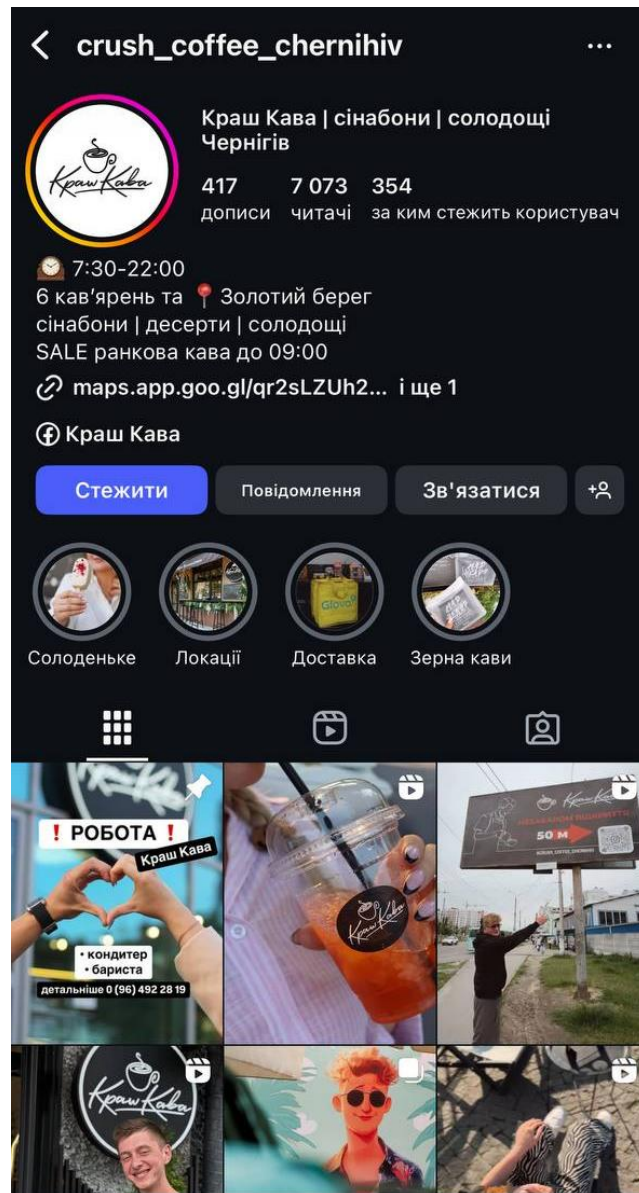 crush_coffee_chernihiv
Краш Кава | сінабони | солодощі
Чернігів
417 7 073 354
дописи читачі за ким стежить користувач
7:30-22:00
6 кав’ярень та 📍 Золотий берег
сінабони | десерти | солодощі
SALE ранкова кава до 09:00
maps.app.goo.gl/qr2sLZUh2... і ще 1
Краш Кава
Стежити Повідомлення Зв'язатися
Glovo
Солоденьке Локації Доставка Зерна кави
❗ РОБОТА ❗
Краш Кава
• кондитер
• бариста
детальніше 0 (96) 492 28 19
Краш Кава
Краш Кава
50 М
Краш Кава